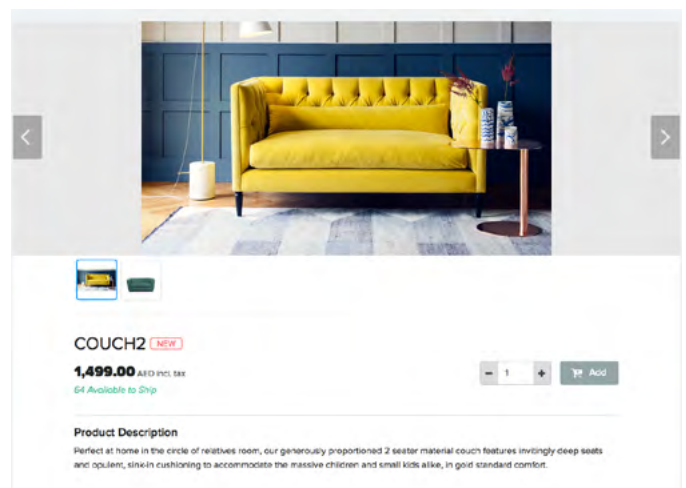 COUCH2 NEW
1,499.00 AED incl. tax
64 Available to Ship
- 1 + Add
Product Description
Perfect at home in the circle of relatives room, our generously proportioned 2 seater material couch features invitingly deep seats
and opulent, sink-in cushioning to accommodate the massive children and small kids alike, in gold standard comfort.